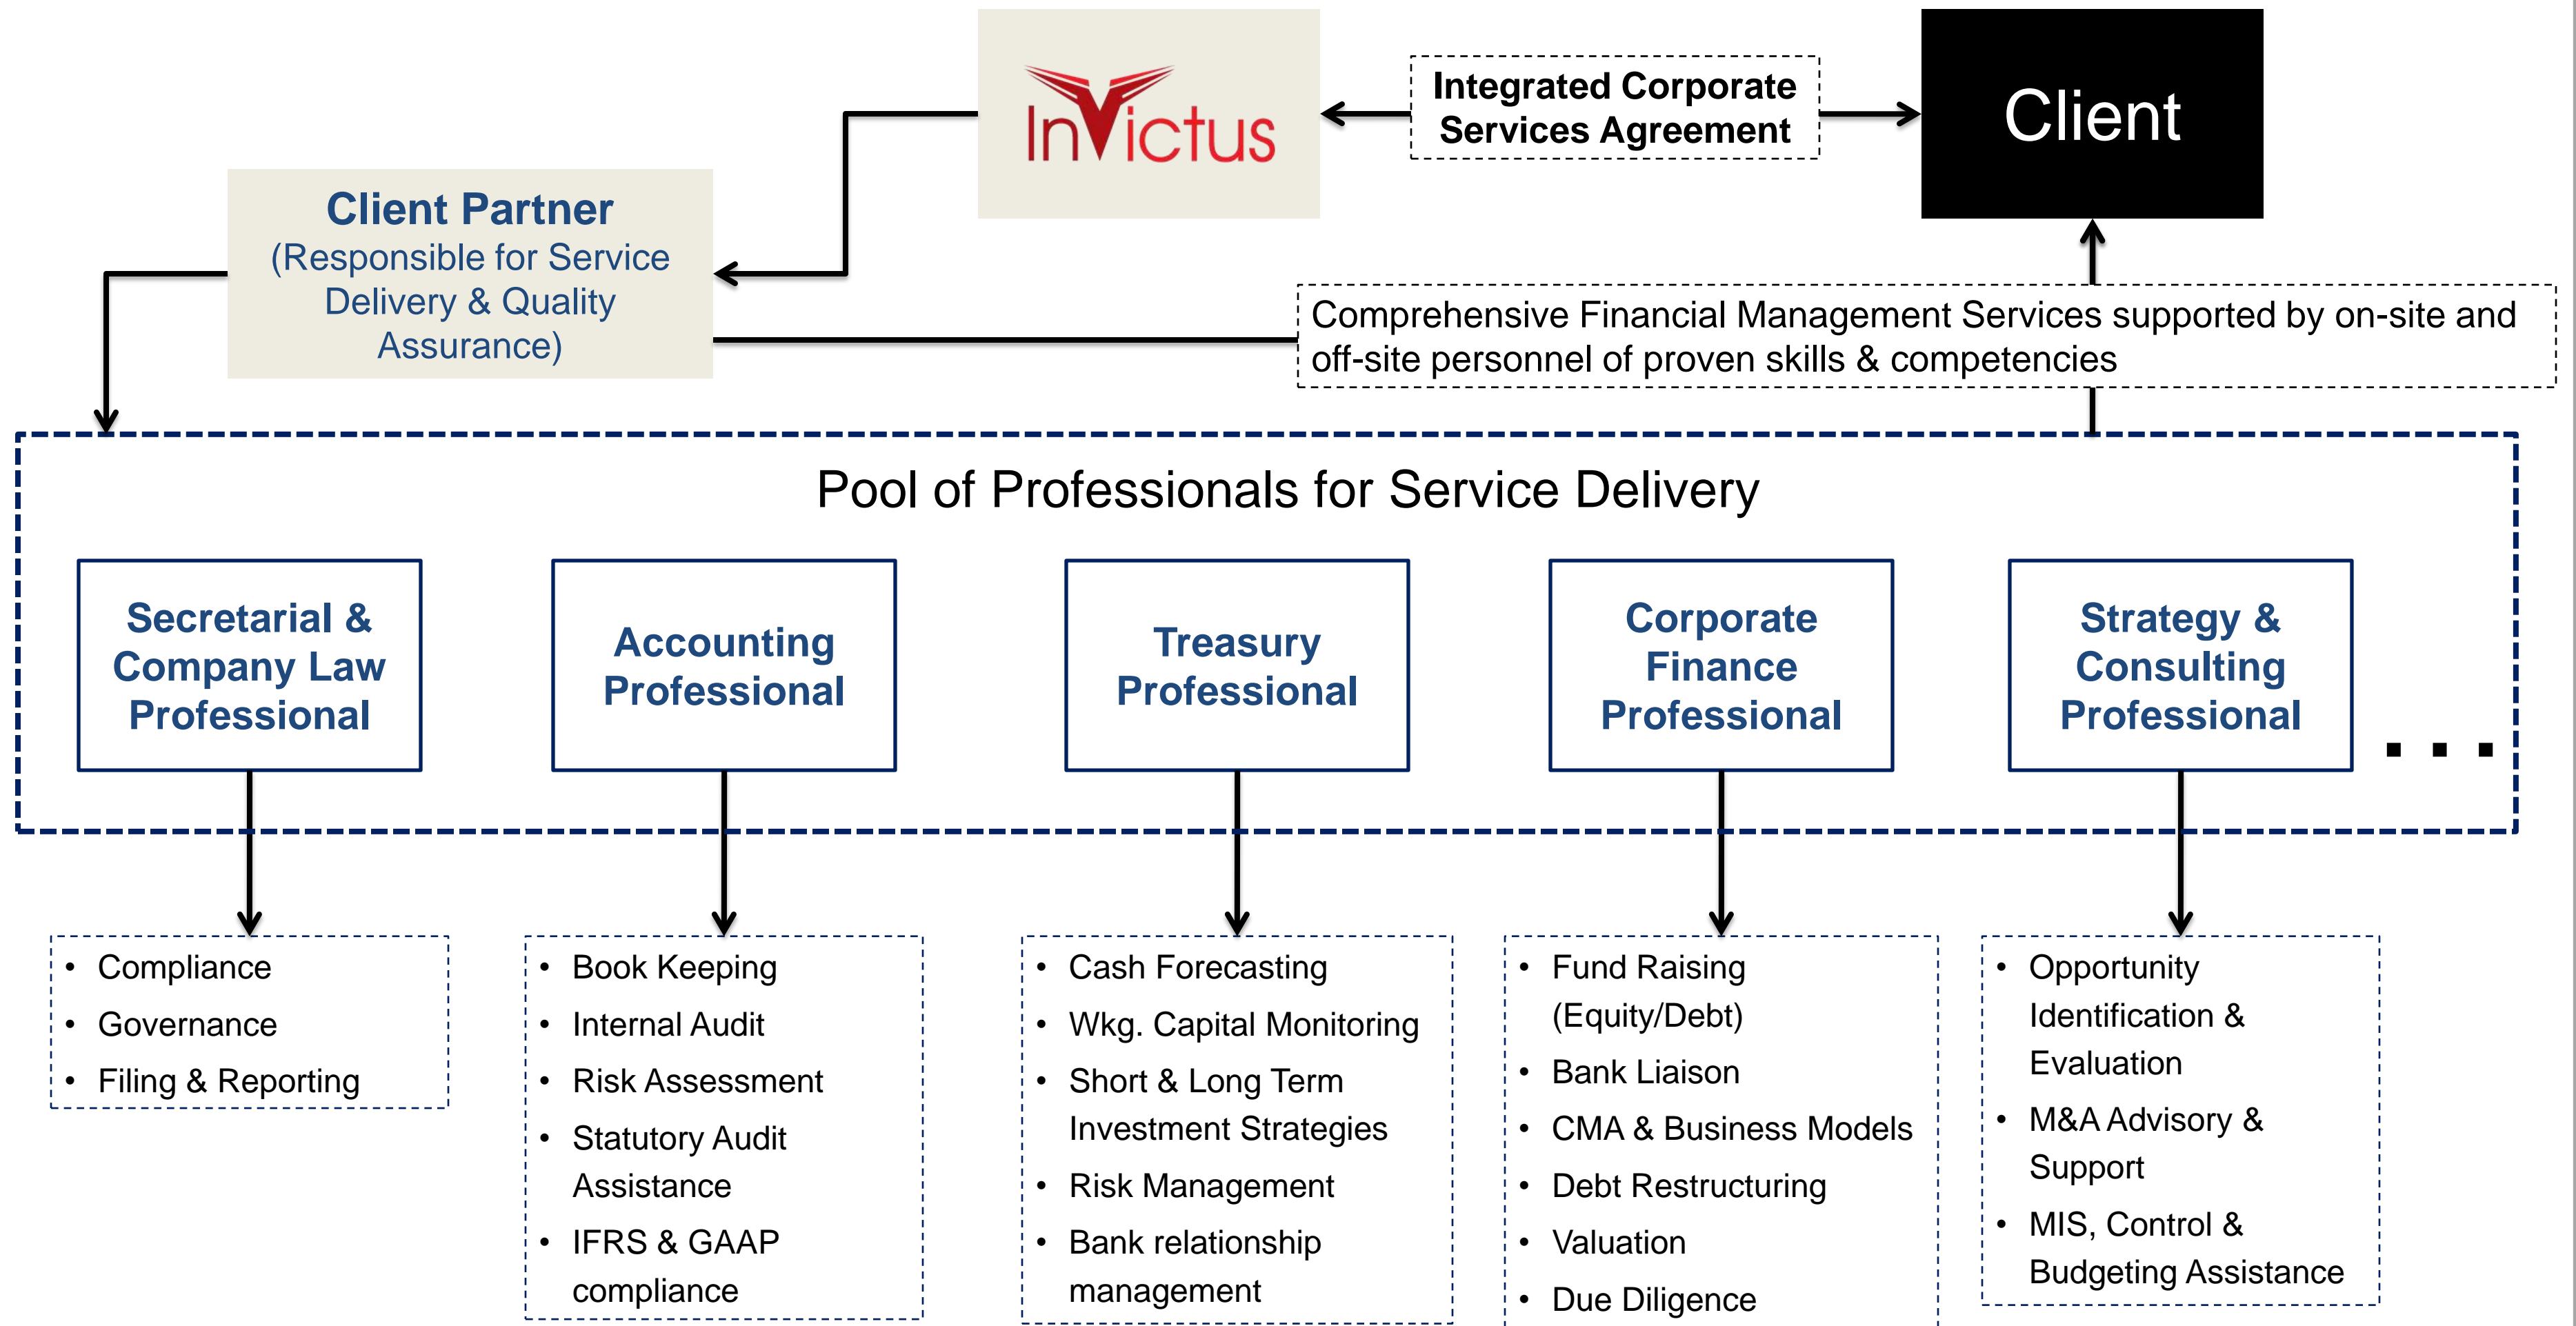 InVictus
Integrated Corporate
Services Agreement
Client
Client Partner
(Responsible for Service
Delivery & Quality
Assurance)
Comprehensive Financial Management Services supported by on-site and
off-site personnel of proven skills & competencies
Pool of Professionals for Service Delivery
Secretarial &
Company Law
Professional
Accounting
Professional
Treasury
Professional
Corporate
Finance
Professional
Strategy &
Consulting
Professional
...
• Compliance
• Governance
• Filing & Reporting
• Book Keeping
• Internal Audit
• Risk Assessment
• Statutory Audit
Assistance
• IFRS & GAAP
compliance
• Cash Forecasting
• Wkg. Capital Monitoring
• Short & Long Term
Investment Strategies
• Risk Management
• Bank relationship
management
• Fund Raising
(Equity/Debt)
• Bank Liaison
• CMA & Business Models
• Debt Restructuring
• Valuation
• Due Diligence
• Opportunity
Identification &
Evaluation
• M&A Advisory &
Support
• MIS, Control &
Budgeting Assistance